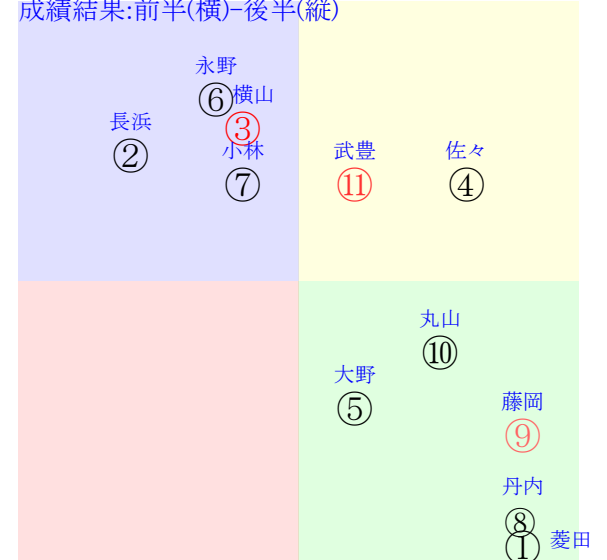 成績結果:前半(横)-後半(縦)
永野
⑥
横山
③
長浜
②
小林
⑦
武豊
⑪
佐々
④
丸山
⑩
大野
⑤
藤岡
⑨
丹内
⑧
菱田
①